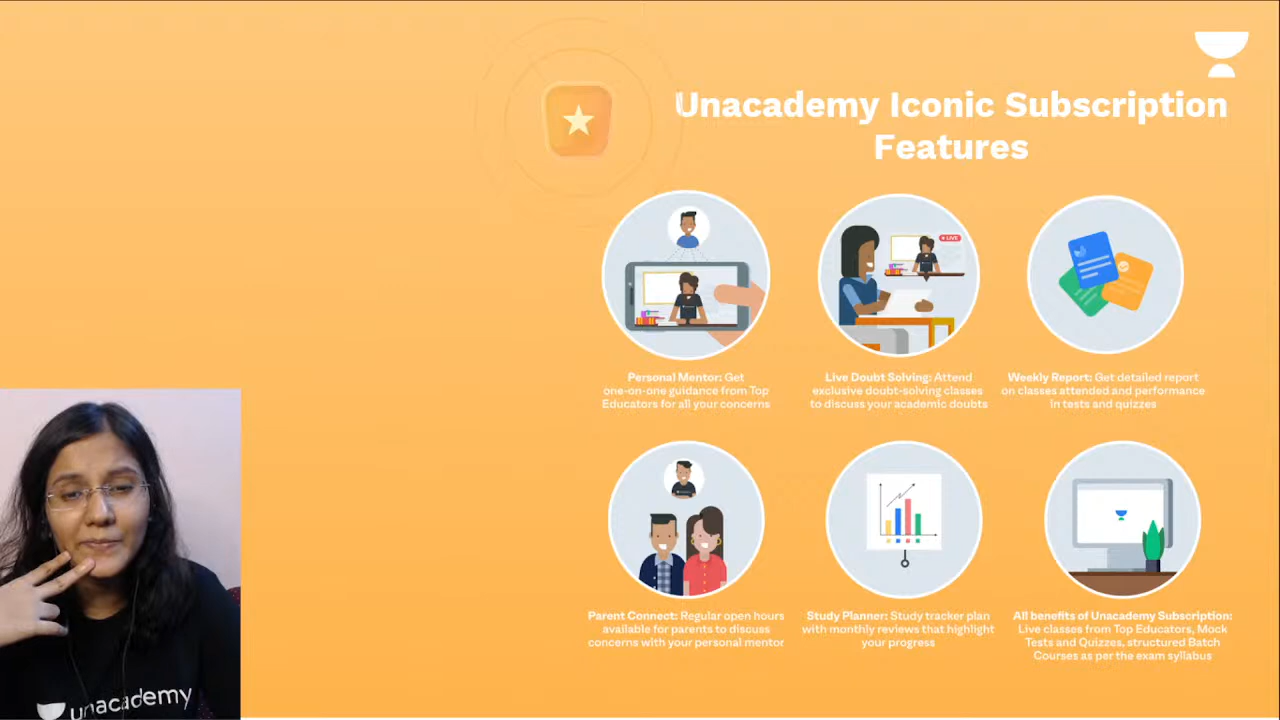 Unacademy Iconic Subscription
Features
LIVE
Personal Mentor: Get
one-on-one guidance from Top
Educators for all your concerns
Live Doubt Solving: Attend
exclusive doubt-solving classes
to discuss your academic doubts
Weekly Report: Get detailed report
on classes attended and performance
in tests and quizzes
Parent Connect: Regular open hours
available for parents to discuss
concerns with your personal mentor
Study Planner: Study tracker plan
with monthly reviews that highlight
your progress
All benefits of Unacademy Subscription:
Live classes from Top Educators, Mock
Tests and Quizzes, structured Batch
Courses as per the exam syllabus
unacademy